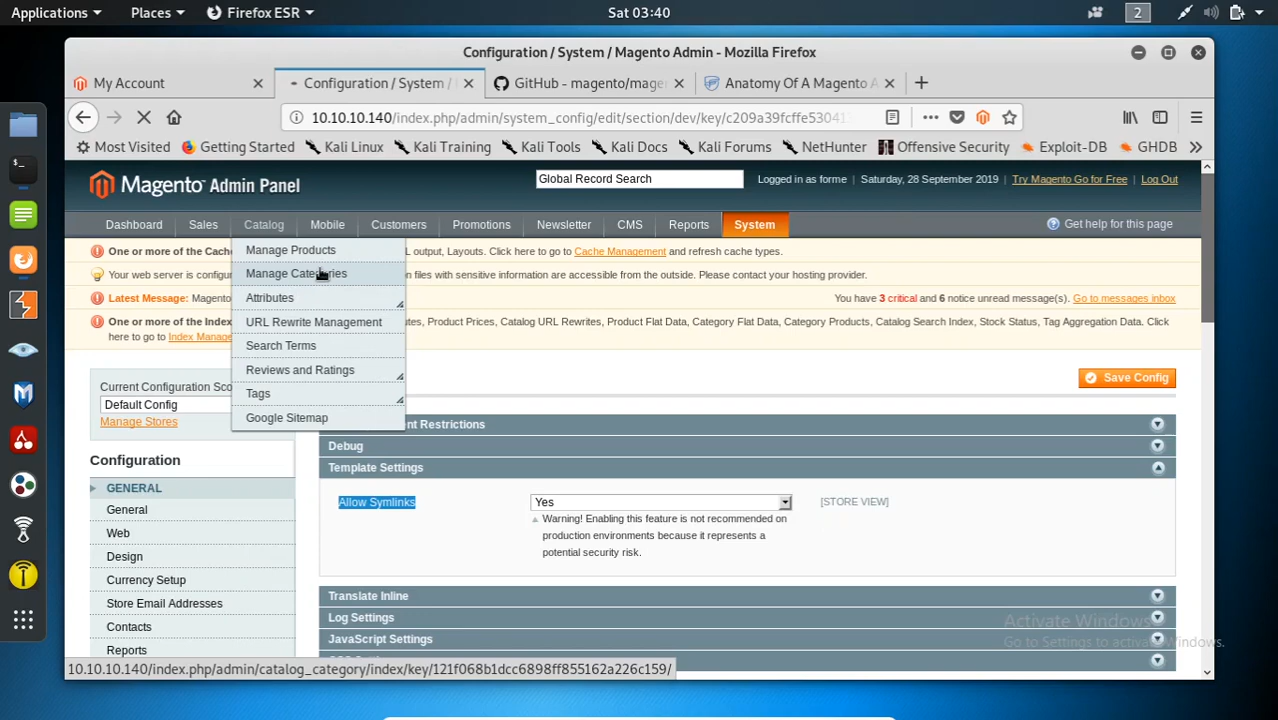 Applications
Places
Firefox ESR
Sat 03:40
2
Configuration / System / Magento Admin - Mozilla Firefox
My Account
Configuration / System /
GitHub - magento/mage
Anatomy Of A Magento A
10.10.10.140/index.php/admin/system_config/edit/section/dev/key/c209a39fcffe53041
Most Visited
Getting Started
Kali Linux
Kali Training
Kali Tools
Kali Docs
Kali Forums
NetHunter
Offensive Security
Exploit-DB
GHDB
Magento Admin Panel
Global Record Search
Logged in as forme | Saturday, 28 September 2019 | Try Magento Go for Free | Log Out
Dashboard
Sales
Catalog
Mobile
Customers
Promotions
Newsletter
CMS
Reports
System
Get help for this page
One or more of the Cache
L output, Layouts. Click here to go to Cache Management and refresh cache types.
Your web server is configur
on files with sensitive information are accessible from the outside. Please contact your hosting provider.
Latest Message: Magento
You have 3 critical and 6 notice unread message(s). Go to messages inbox
One or more of the Index
utes, Product Prices, Catalog URL Rewrites, Product Flat Data, Category Flat Data, Category Products, Catalog Search Index, Stock Status, Tag Aggregation Data. Click
here to go to Index Manage
Manage Products
Manage Categories
Attributes
URL Rewrite Management
Search Terms
Reviews and Ratings
Tags
Google Sitemap
Current Configuration Sco
Default Config
Manage Stores
Save Config
Configuration
GENERAL
General
Web
Design
Currency Setup
Store Email Addresses
Contacts
Reports
ent Restrictions
Debug
Template Settings
Allow Symlinks
Yes
[STORE VIEW]
Warning! Enabling this feature is not recommended on
production environments because it represents a
potential security risk.
Translate Inline
Log Settings
JavaScript Settings
Activate Windows
Go to Settings to activate Windows.
10.10.10.140/index.php/admin/catalog_category/index/key/121f068b1dcc6898ff855162a226c159/